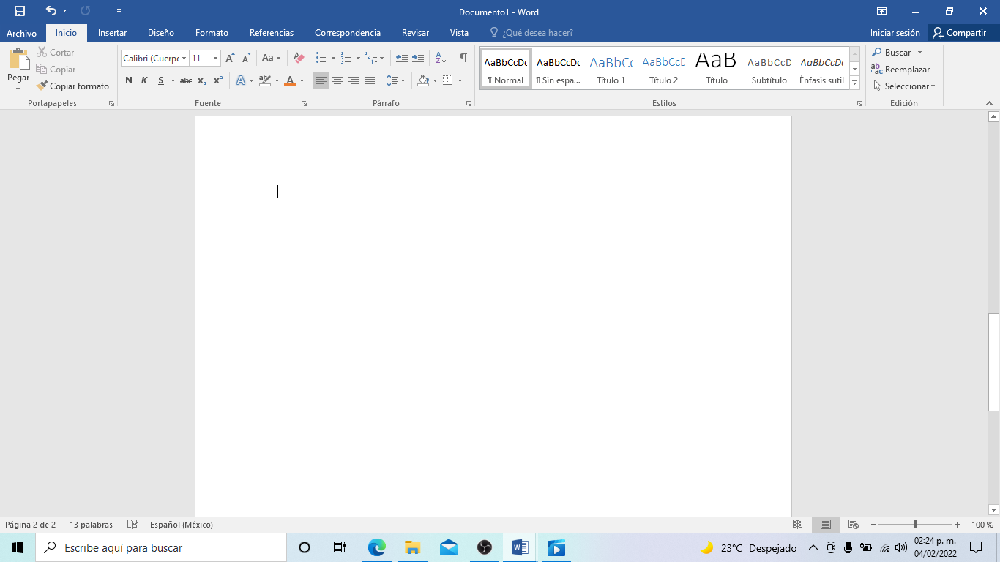 Documento1 - Word
Archivo Inicio Insertar Diseño Formato Referencias Correspondencia Revisar Vista ¿Qué desea hacer? Iniciar sesión Compartir
Pegar
Cortar
Copiar
Copiar formato
Portapapeles
Calibri (Cuerpo 11 Aa
N K S abc x₂ x² A ab A
Fuente
Párrafo
AaBbCcDc AaBbCcDc AaBbCc AaBbCcD AaB AaBbCcD AaBbCcDc
¶ Normal ¶ Sin espa... Título 1 Título 2 Título Subtítulo Énfasis sutil
Estilos
Buscar
Reemplazar
Seleccionar
Edición
Página 2 de 2 13 palabras Español (México) 100 %
Escribe aquí para buscar
23°C Despejado
02:24 p. m.
04/02/2022